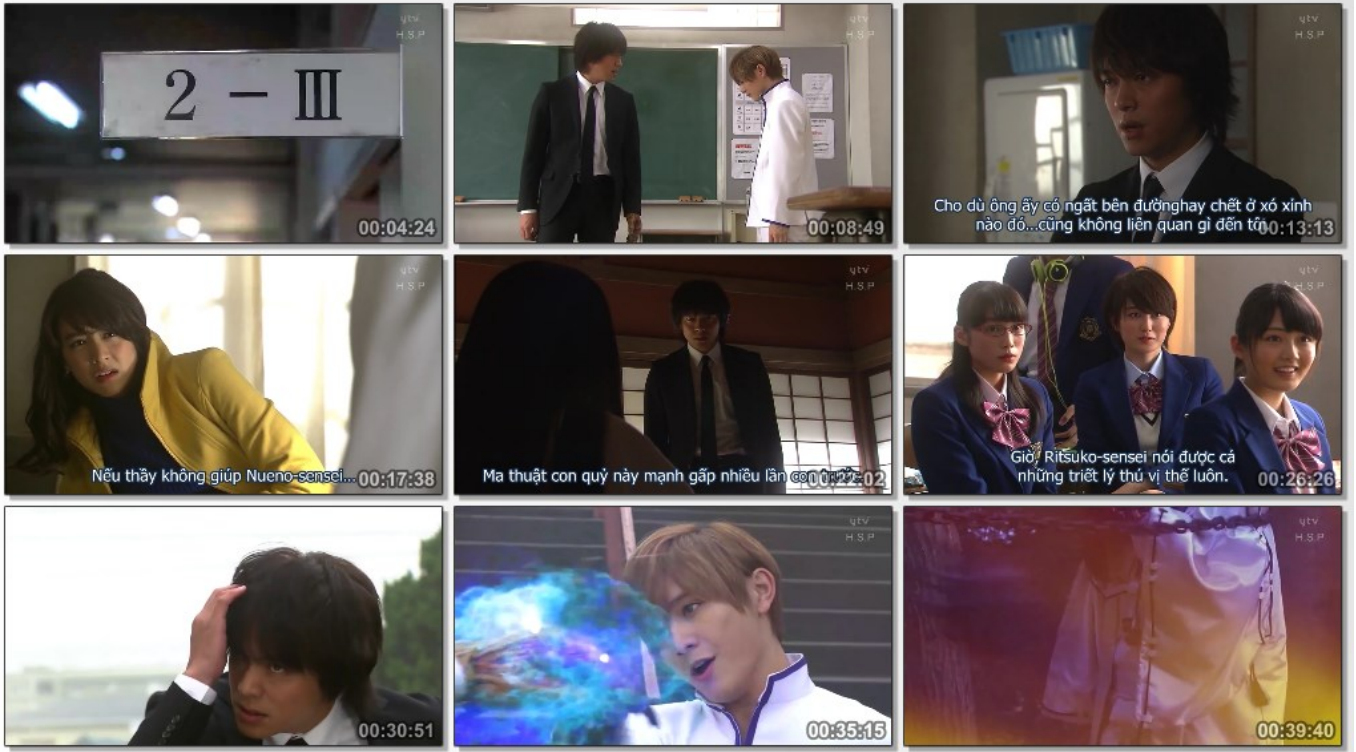 2 – III
ytv
H.S.P
00:04:24
ytv
H.S.P
00:08:49
ytv
H.S.P
Cho dù ông ấy có ngất bên đườnghay chết ở xó xỉnh
nào đó...cũng không liên quan gì đến tôi
00:13:13
ytv
H.S.P
Nếu thầy không giúp Nueno-sensei...
00:17:38
ytv
H.S.P
Ma thuật con quỷ này mạnh gấp nhiều lần con
00:22:02
ytv
H.S.P
Giờ, Ritsuko-sensei nói được cả
những triết lý thú vị thế luôn.
00:26:26
00:30:51
ytv
H.S.P
00:35:15
ytv
H.S.P
00:39:40